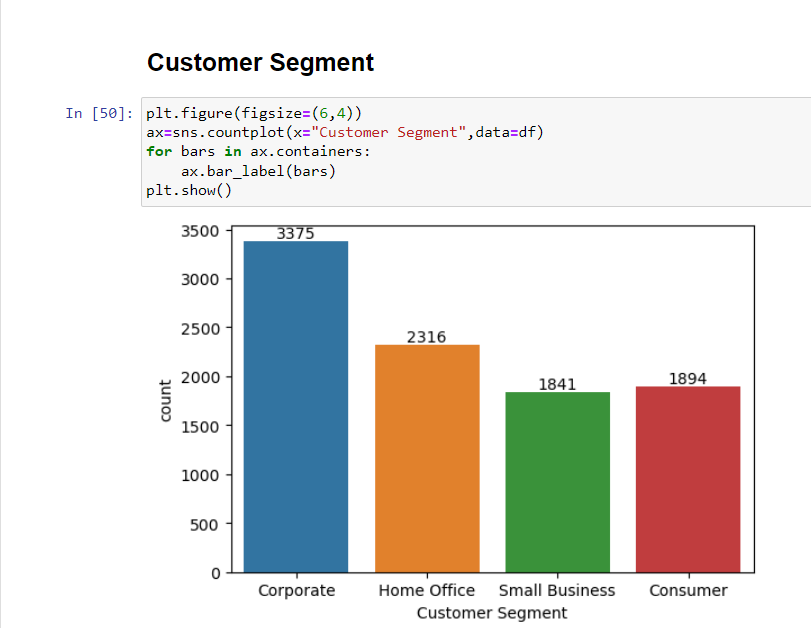 Customer Segment
In [50]: plt.figure(figsize=(6,4))
ax=sns.countplot(x="Customer Segment",data=df)
for bars in ax.containers:
    ax.bar_label(bars)
plt.show()
3500
3000
2500
2000
1500
1000
500
0
count
3375
2316
1841
1894
Corporate Home Office Small Business Consumer
Customer Segment